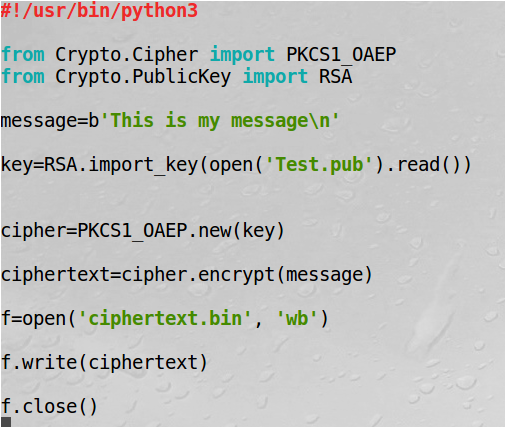 #!/usr/bin/python3
from Crypto.Cipher import PKCS1_OAEP
from Crypto.PublicKey import RSA
message=b'This is my message\n'
key=RSA.import_key(open('Test.pub').read())
cipher=PKCS1_OAEP.new(key)
ciphertext=cipher.encrypt(message)
f=open('ciphertext.bin', 'wb')
f.write(ciphertext)
f.close()